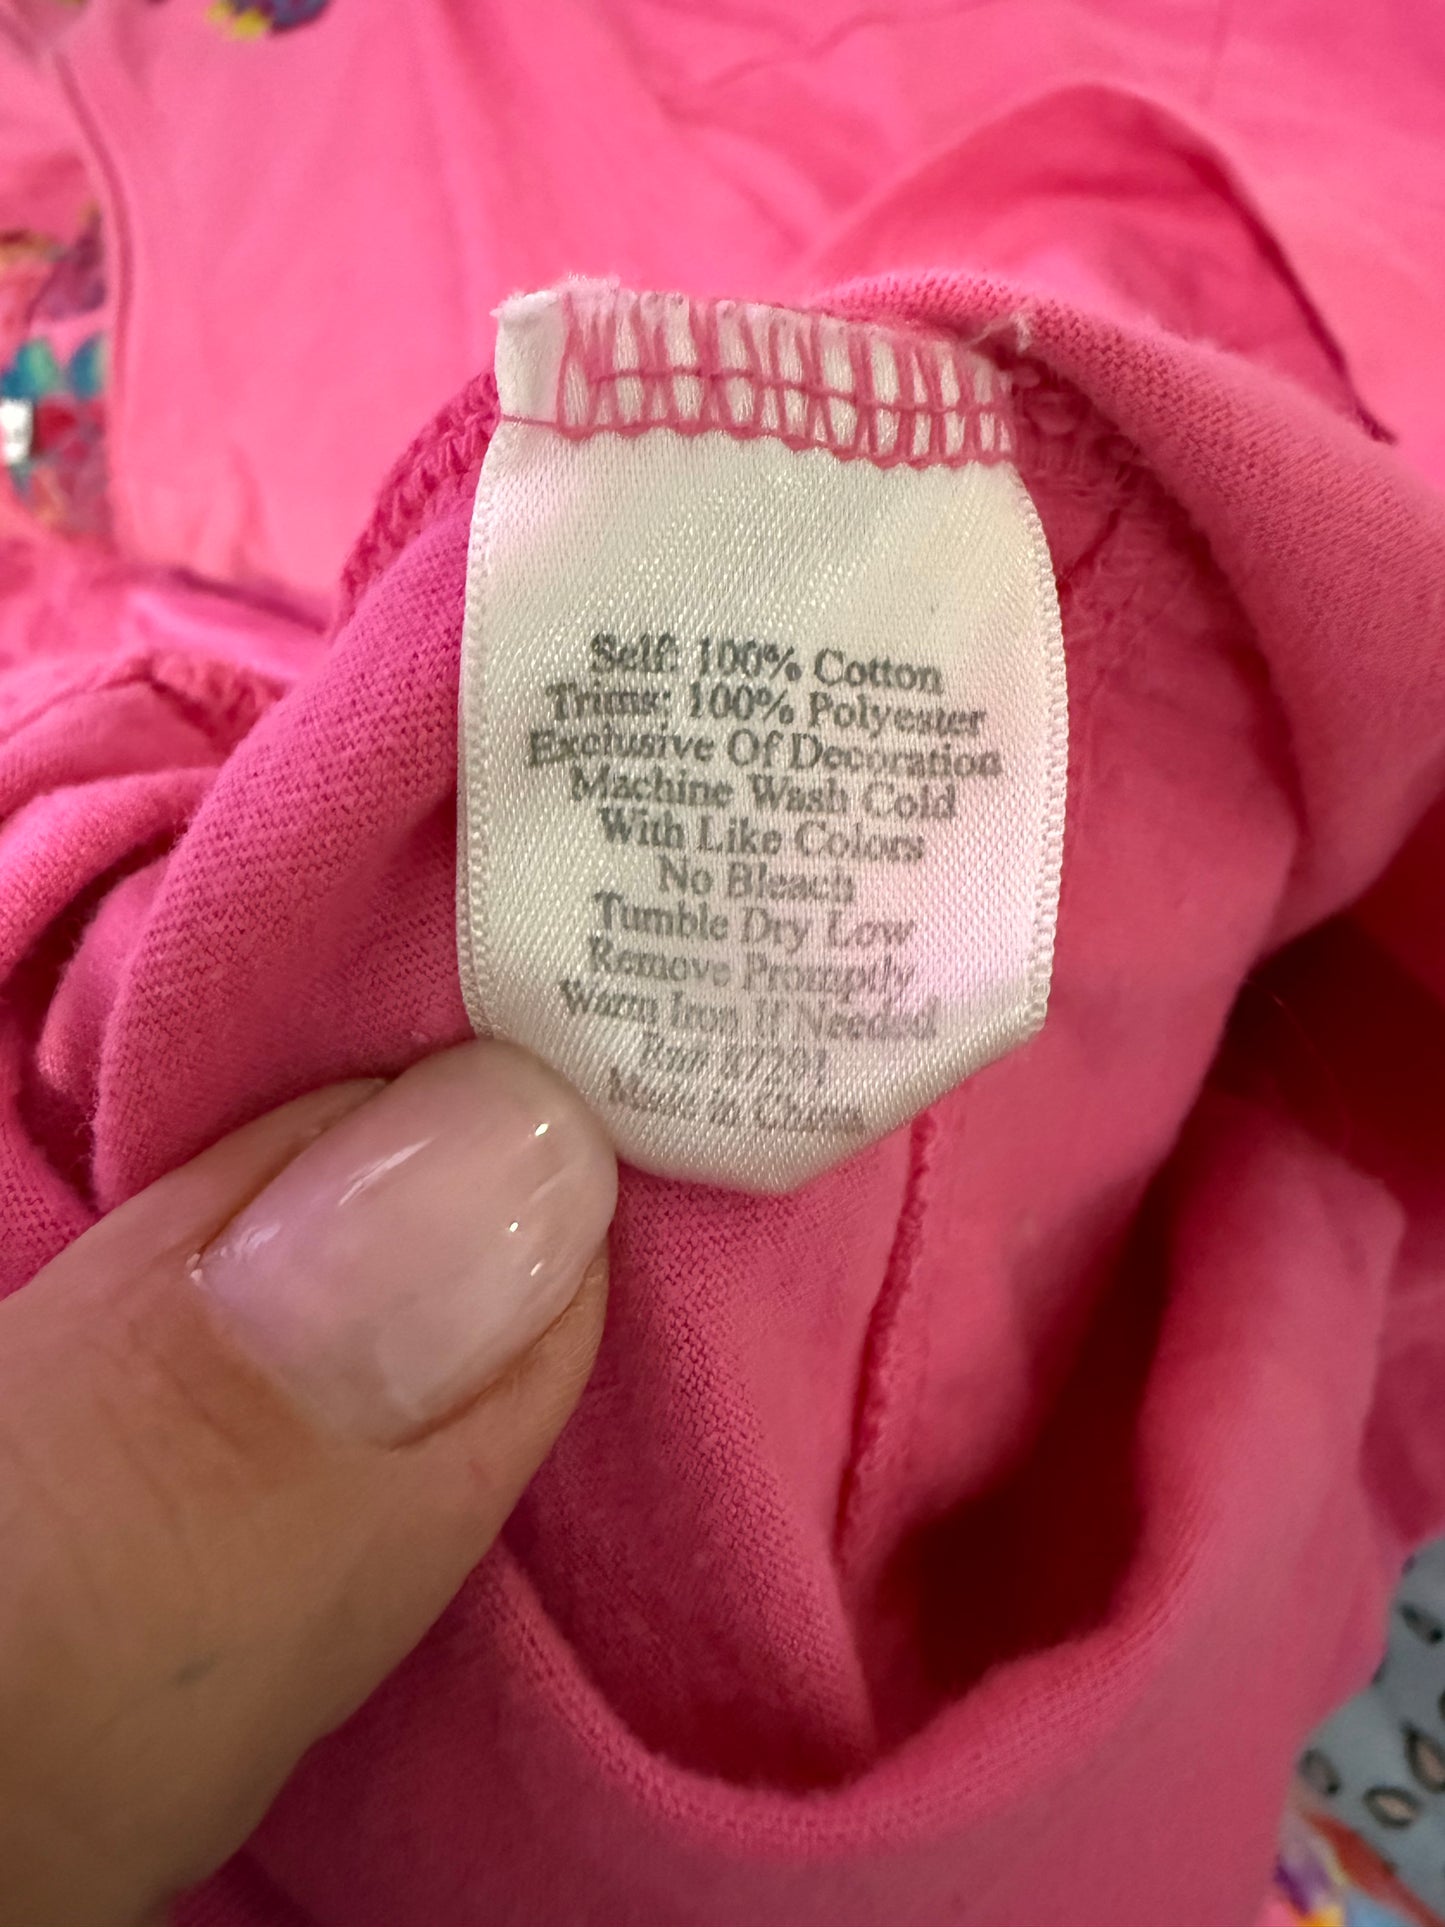 Self: 100% Cotton
Trims: 100% Polyester
Exclusive Of Decoration
Machine Wash Cold
With Like Colors
No Bleach
Tumble Dry Low
Remove Promptly
Warm Iron If Needed
Made in China